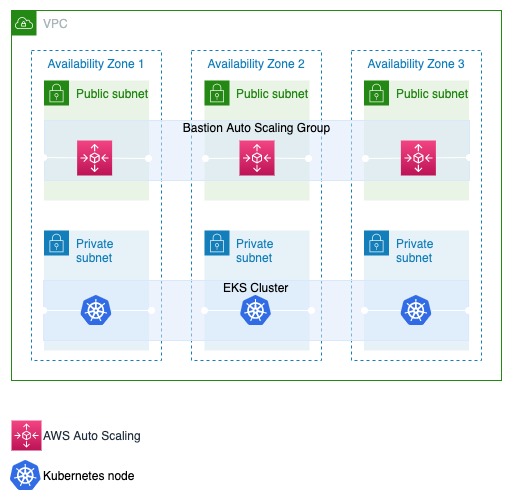 VPC
Availability Zone 1
Availability Zone 2
Availability Zone 3
Public subnet
Public subnet
Public subnet
Bastion Auto Scaling Group
Private
subnet
Private
subnet
Private
subnet
EKS Cluster
AWS Auto Scaling
Kubernetes node